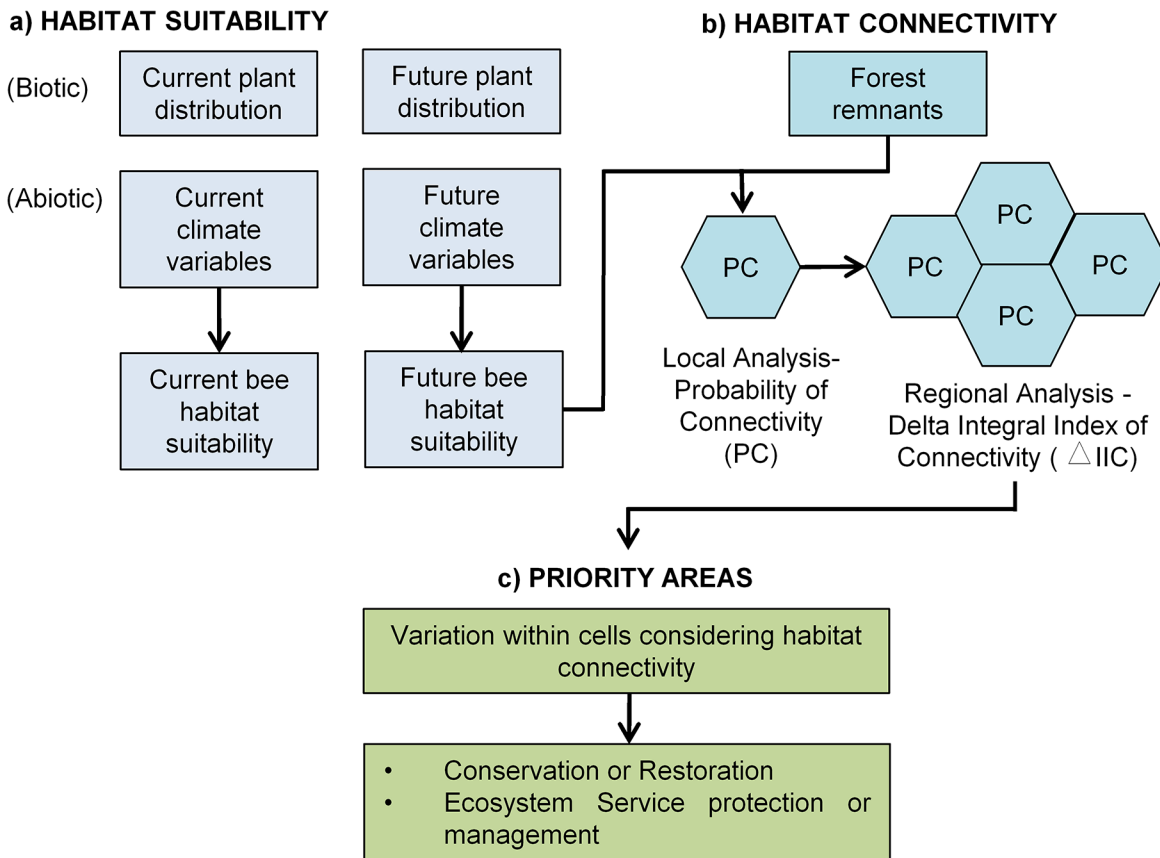 a) HABITAT SUITABILITY
(Biotic)
Current plant
distribution
Future plant
distribution
(Abiotic)
Current
climate
variables
Future
climate
variables
Current bee
habitat
suitability
Future bee
habitat
suitability
b) HABITAT CONNECTIVITY
Forest
remnants
PC
PC
PC
PC
PC
Local Analysis-
Probability of
Connectivity
(PC)
Regional Analysis -
Delta Integral Index of
Connectivity ( △IIC)
c) PRIORITY AREAS
Variation within cells considering habitat
connectivity
• Conservation or Restoration
• Ecosystem Service protection or
management